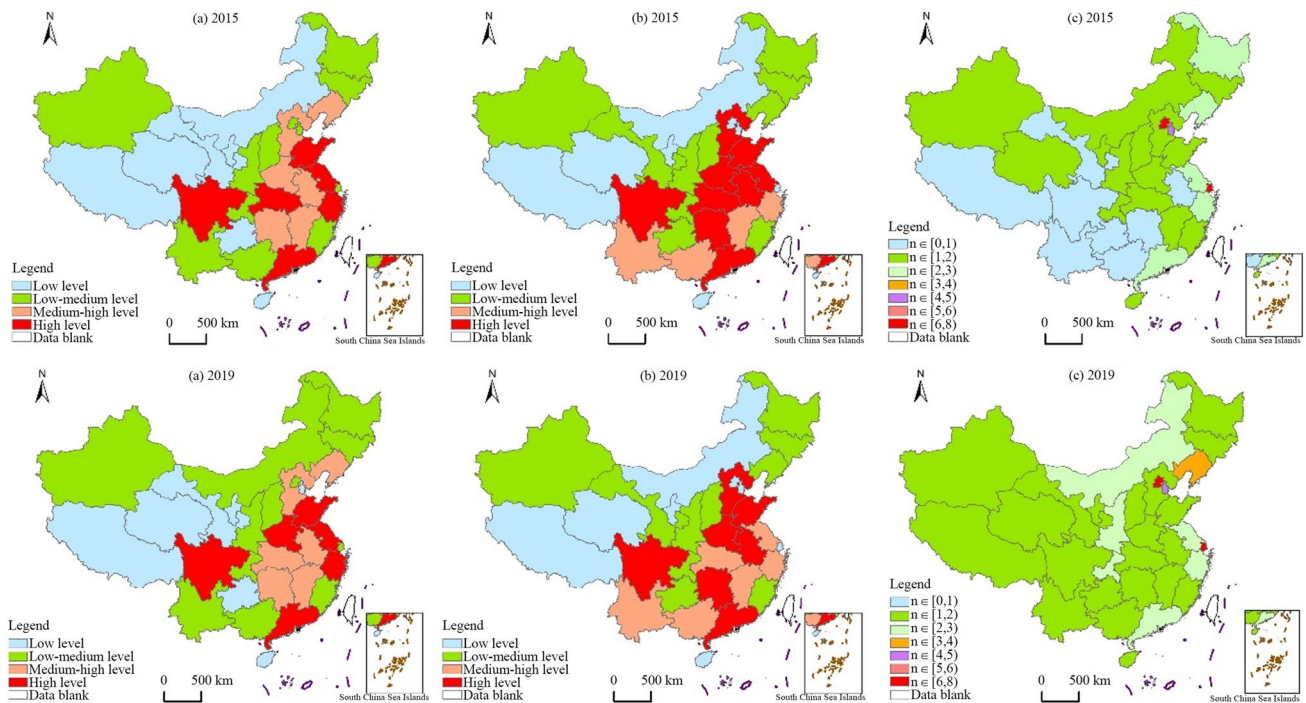 (a) 2015
N
Legend
Low level
Low-medium level
Medium-high level
High level
Data blank
0 500 km
South China Sea Islands
(b) 2015
N
Legend
Low level
Low-medium level
Medium-high level
High level
Data blank
0 500 km
South China Sea Islands
(c) 2015
N
Legend
n∈[0,1)
n∈[1,2)
n∈[2,3)
n∈[3,4)
n∈[4,5)
n∈[5,6)
n∈[6,8)
Data blank
0 500 km
South China Sea Islands
(a) 2019
N
Legend
Low level
Low-medium level
Medium-high level
High level
Data blank
0 500 km
South China Sea Islands
(b) 2019
N
Legend
Low level
Low-medium level
Medium-high level
High level
Data blank
0 500 km
South China Sea Islands
(c) 2019
N
Legend
n∈[0,1)
n∈[1,2)
n∈[2,3)
n∈[3,4)
n∈[4,5)
n∈[5,6)
n∈[6,8)
Data blank
0 500 km
South China Sea Islands